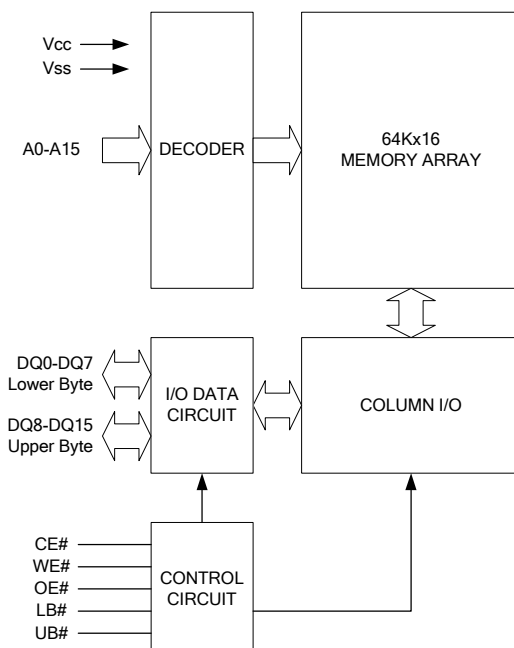 Vcc
Vss
A0-A15
DECODER
64Kx16
MEMORY ARRAY
DQ0-DQ7
Lower Byte
DQ8-DQ15
Upper Byte
I/O DATA
CIRCUIT
COLUMN I/O
CE#
WE#
OE#
LB#
UB#
CONTROL
CIRCUIT